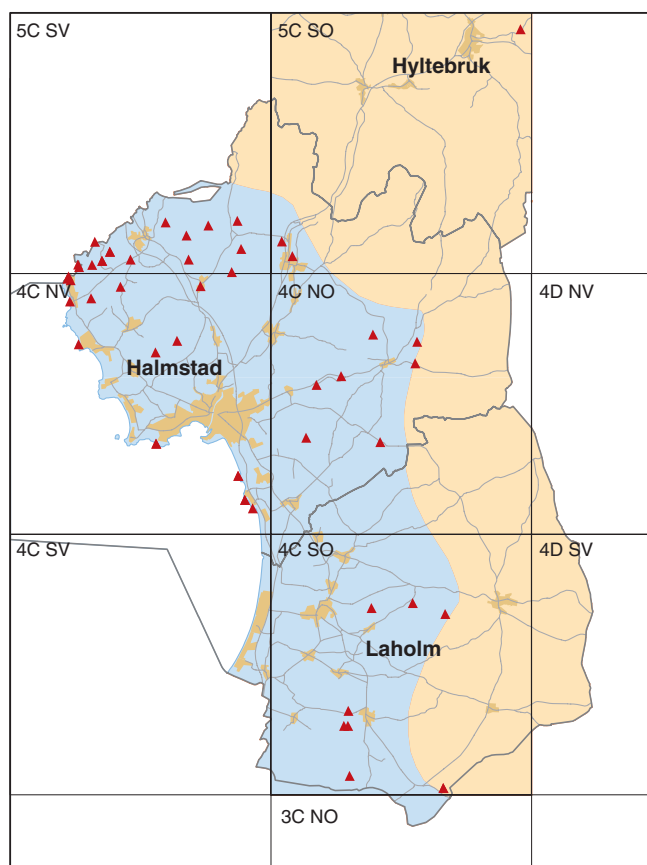 5C SV
5C SO
Hyltebruk
4C NV
4C NO
4D NV
Halmstad
4C SV
4C SO
4D SV
Laholm
3C NO